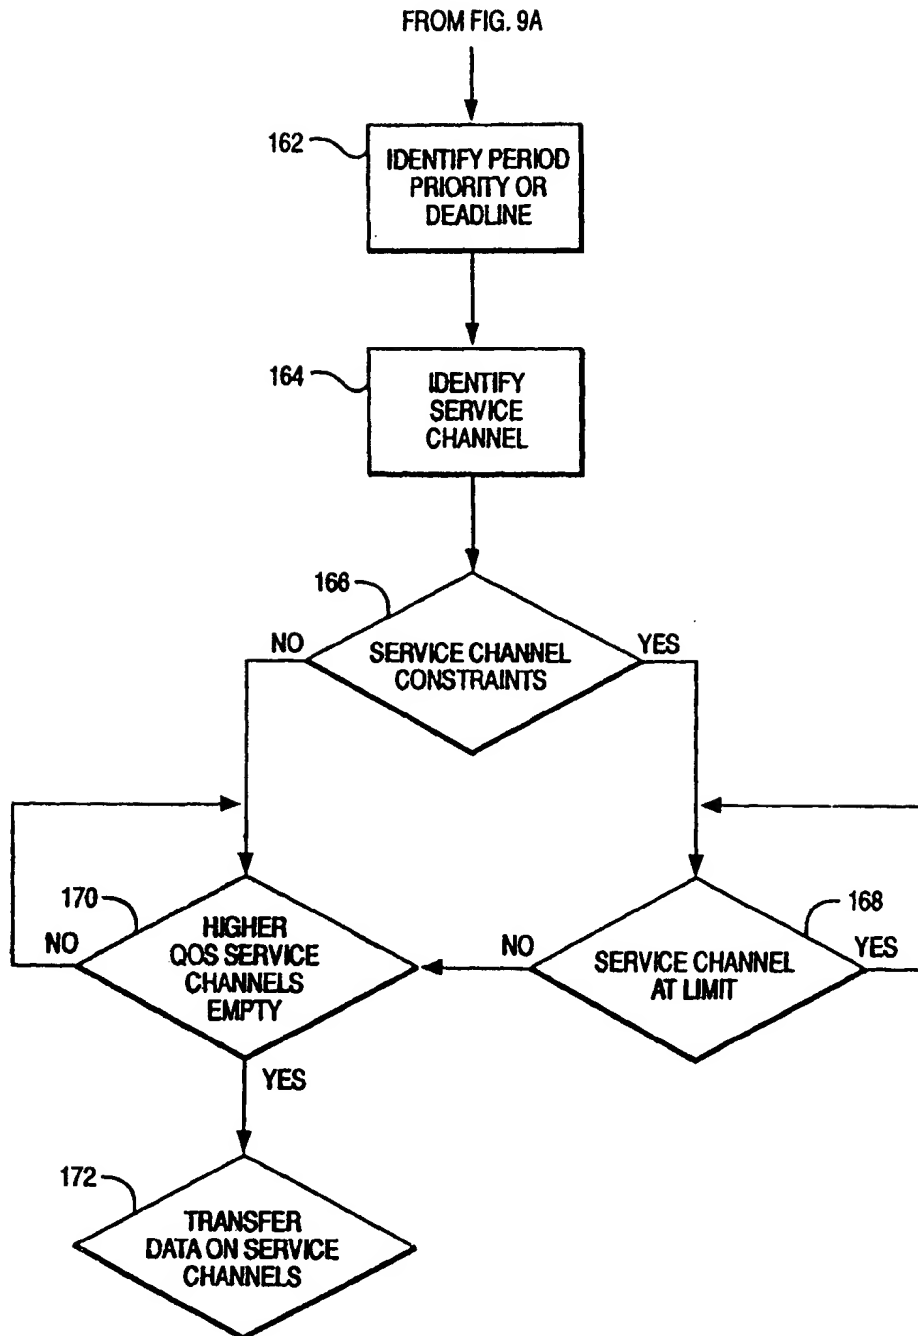 FROM FIG. 9A
162
IDENTIFY PERIOD
PRIORITY OR
DEADLINE
164
IDENTIFY
SERVICE
CHANNEL
166
NO
YES
SERVICE CHANNEL
CONSTRAINTS
170
NO
HIGHER
QOS SERVICE
CHANNELS
EMPTY
YES
168
NO
YES
SERVICE CHANNEL
AT LIMIT
172
TRANSFER
DATA ON SERVICE
CHANNELS